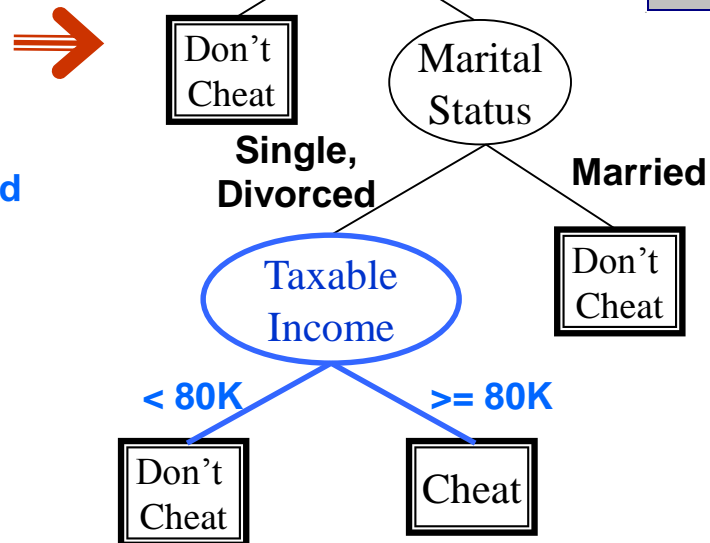 Don’t
Cheat
Marital
Status
Single,
Divorced
Married
d
Taxable
Income
Don’t
Cheat
< 80K
>= 80K
Don’t
Cheat
Cheat